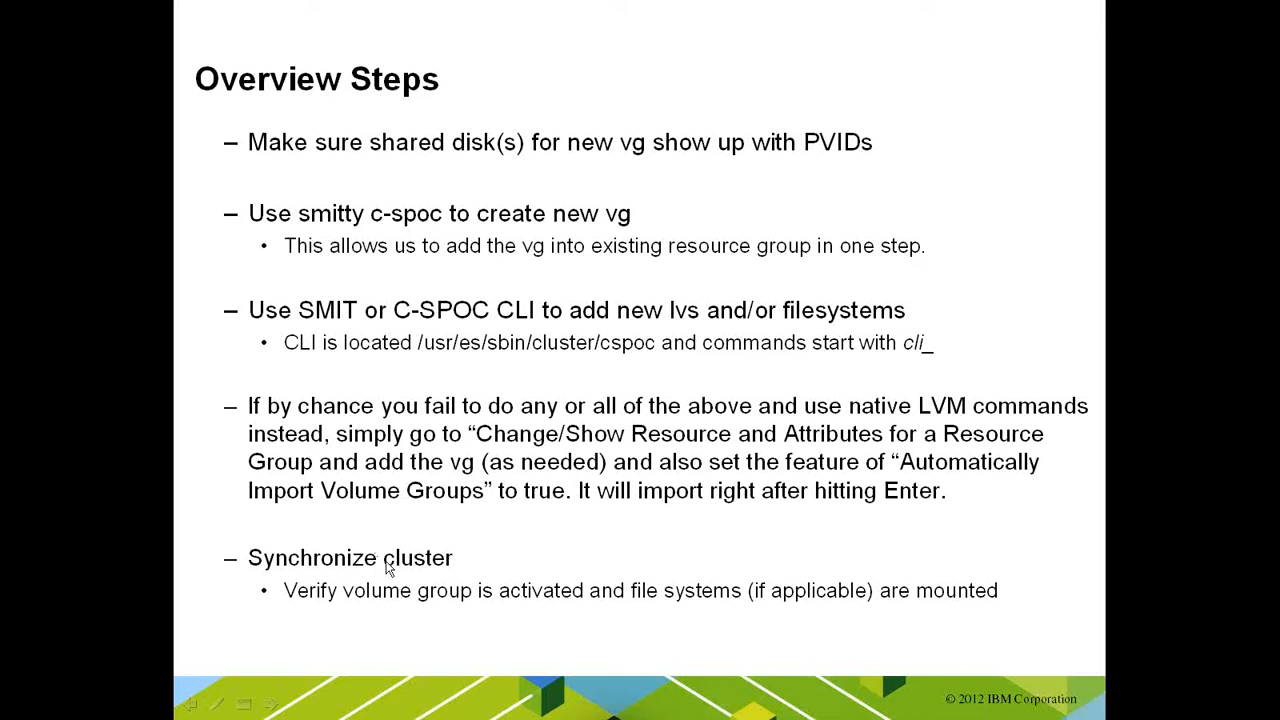 Overview Steps
– Make sure shared disk(s) for new vg show up with PVIDs
– Use smitty c-spoc to create new vg
• This allows us to add the vg into existing resource group in one step.
– Use SMIT or C-SPOC CLI to add new lvs and/or filesystems
• CLI is located /usr/es/sbin/cluster/cspoc and commands start with cli_
– If by chance you fail to do any or all of the above and use native LVM commands
instead, simply go to “Change/Show Resource and Attributes for a Resource
Group and add the vg (as needed) and also set the feature of “Automatically
Import Volume Groups” to true. It will import right after hitting Enter.
– Synchronize cluster
• Verify volume group is activated and file systems (if applicable) are mounted
© 2012 IBM Corporation